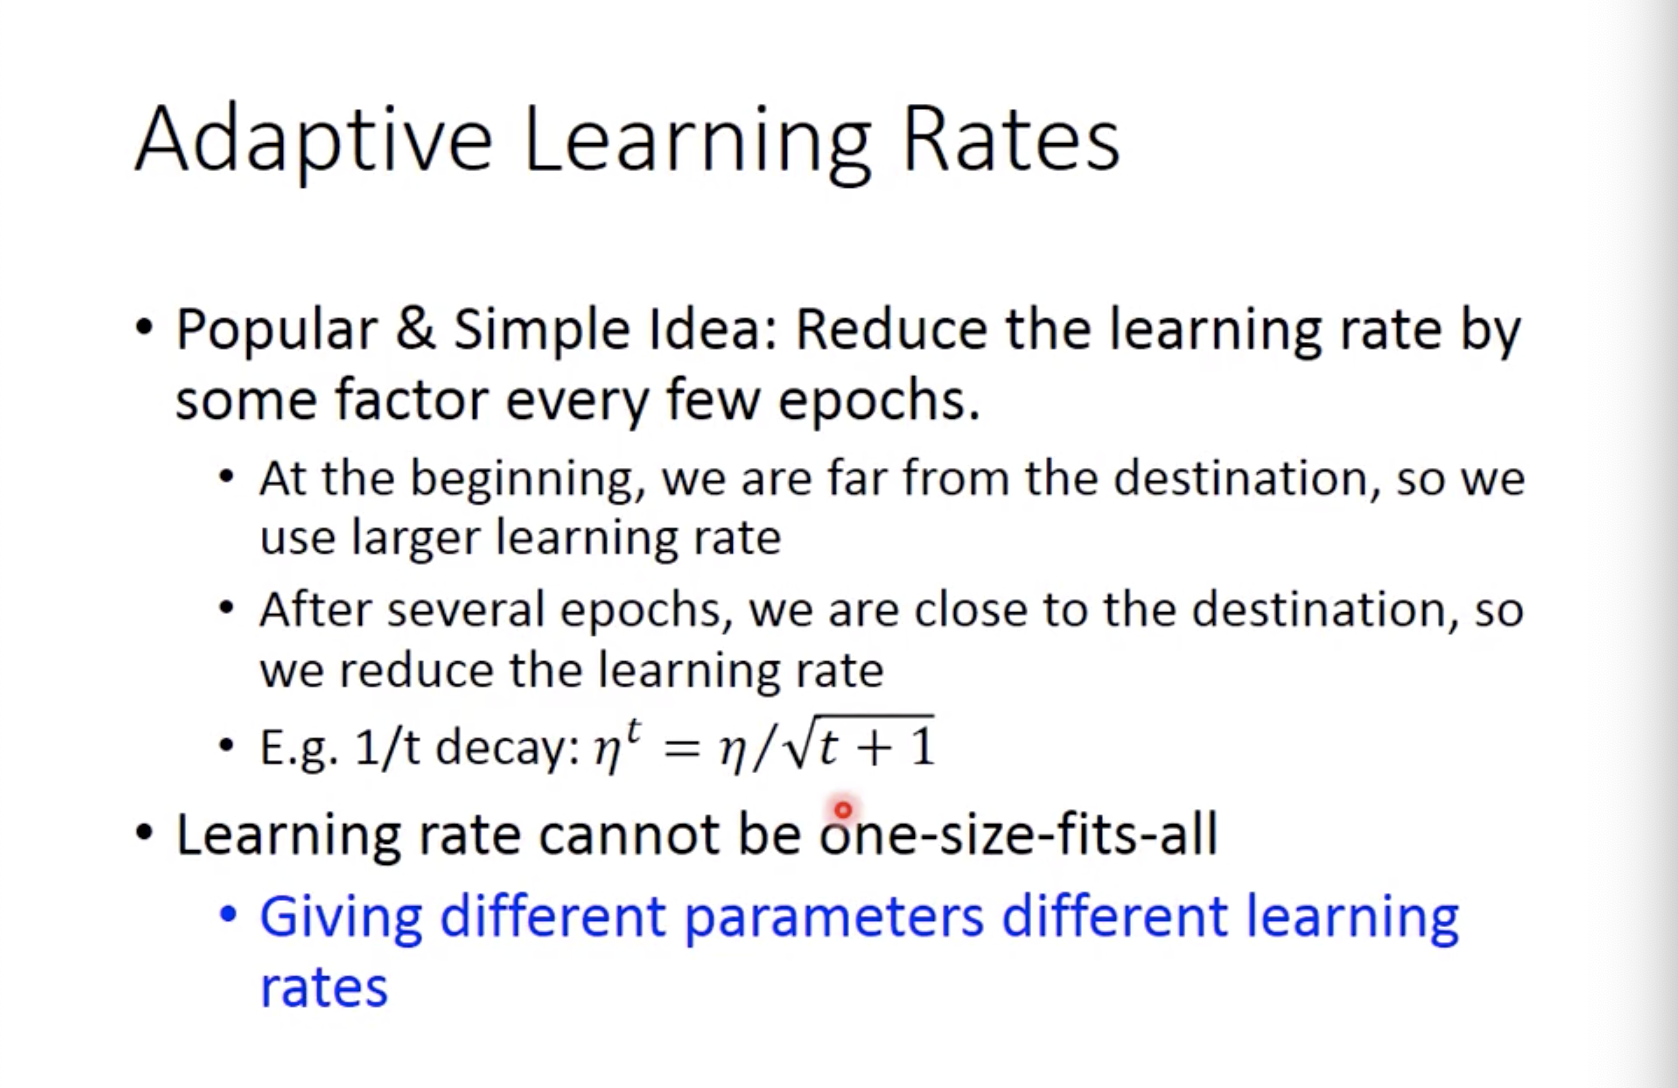 Adaptive Learning Rates
• Popular & Simple Idea: Reduce the learning rate by
some factor every few epochs.
• At the beginning, we are far from the destination, so we
use larger learning rate
• After several epochs, we are close to the destination, so
we reduce the learning rate
• E.g. 1/t decay: η^t = η/√(t + 1)
• Learning rate cannot be one-size-fits-all
• Giving different parameters different learning
rates